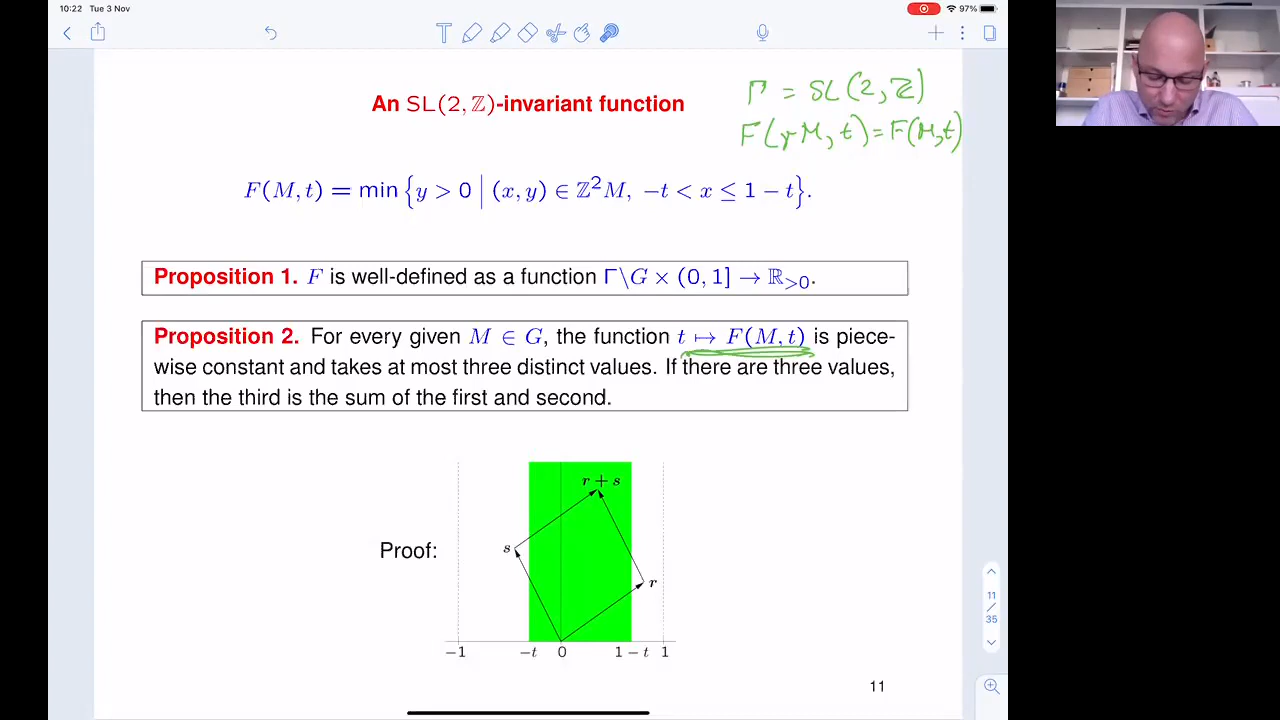 10:22 Tue 3 Nov
97%
An SL(2, ℤ)-invariant function
Γ = SL(2, ℤ)
F(γM, t) = F(M, t)
F(M, t) = min {y > 0 | (x, y) ∈ ℤ²M, −t < x ≤ 1 − t}.
Proposition 1. F is well-defined as a function Γ\G × (0, 1] → ℝ>0.
Proposition 2. For every given M ∈ G, the function t ↦ F(M, t) is piece-
wise constant and takes at most three distinct values. If there are three values,
then the third is the sum of the first and second.
r + s
Proof:
s
r
−1 −t 0 1 − t 1
11
/
35
11